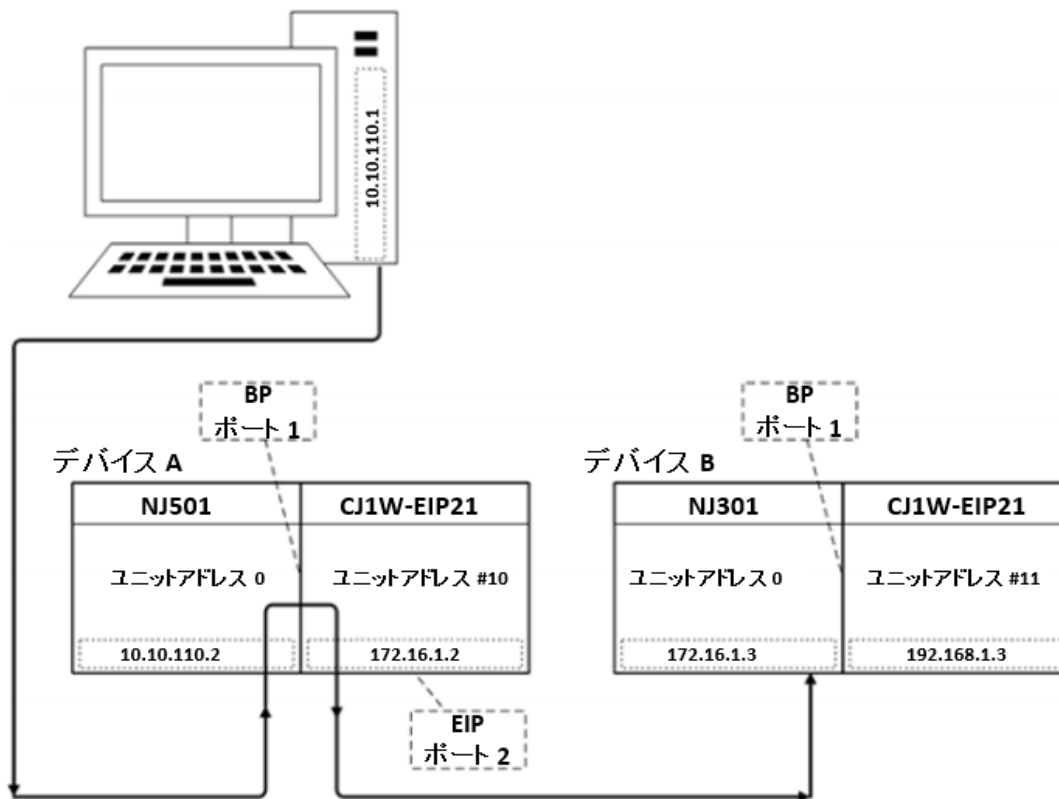 10.10.110.1
BP
ポート 1
BP
ポート 1
デバイス A
デバイス B
NJ501
CJ1W-EIP21
NJ301
CJ1W-EIP21
ユニットアドレス 0
ユニットアドレス #10
ユニットアドレス 0
ユニットアドレス #11
10.10.110.2
172.16.1.2
172.16.1.3
192.168.1.3
EIP
ポート 2